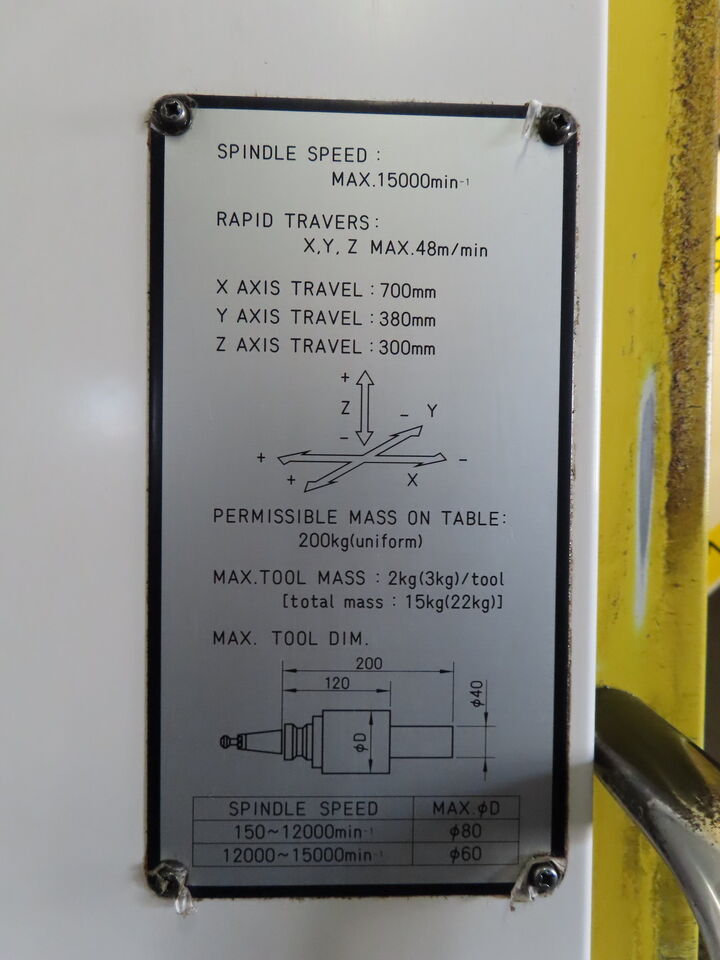 SPINDLE SPEED :
MAX.15000min⁻¹
RAPID TRAVERS:
X,Y, Z MAX.48m/min
X AXIS TRAVEL : 700mm
Y AXIS TRAVEL : 380mm
Z AXIS TRAVEL : 300mm
+
Z
– Y
–
+ –
+ X
PERMISSIBLE MASS ON TABLE:
200kg(uniform)
MAX.TOOL MASS : 2kg(3kg)/tool
[total mass : 15kg(22kg)]
MAX. TOOL DIM.
200
120
φ40
φD
SPINDLE SPEED MAX.φD
150~12000min⁻¹ φ80
12000~15000min⁻¹ φ60